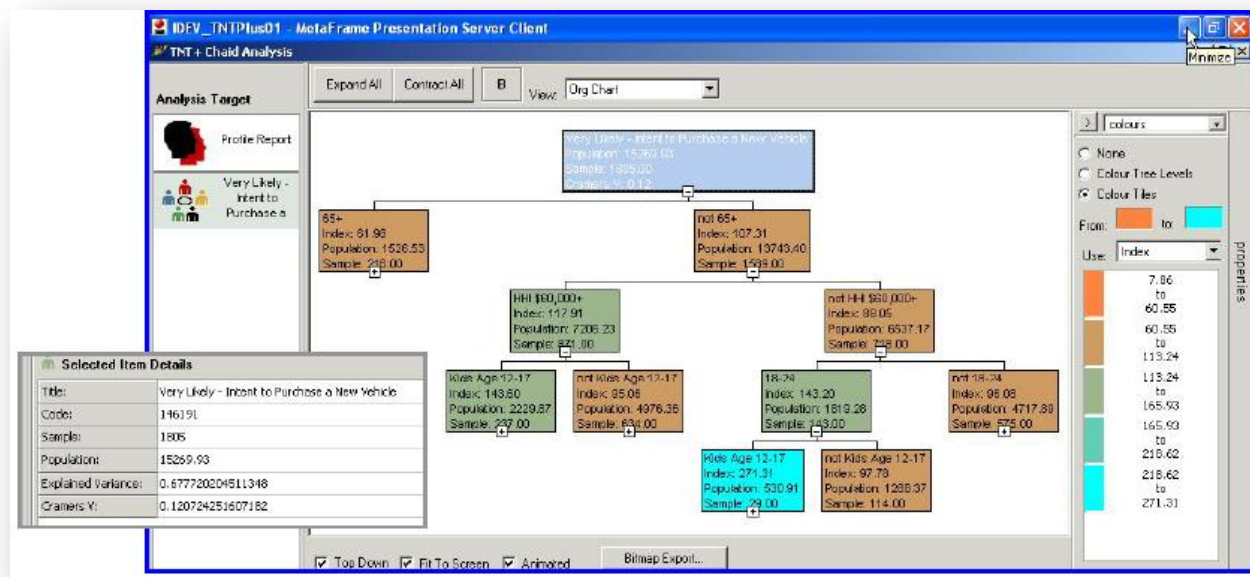 IDEV_TNTPlus01 - MetaFrame Presentation Server Client
TNT + Chaid Analysis
Minimize
Analysis Target
Expand All
Contract All
B
View:
Org Chart
Profile Report
Very Likely -
Intent to
Purchase a
Very Likely - Intent to Purchase a New Vehicle
Population: 15269.93
Sample: 1805.00
Cramers V: 0.12
65+
Index:
Population: 1526.53
Sample: 216.00
not 65+
Index: 107.31
Population: 13743.40
Sample: 1589.00
HHI $60,000+
Index: 117.91
Population: 7206.23
Sample: 871.00
not HHI $60,000+
Index:
Population: 6537.17
Sample: 718.00
Kids Age 12-17
Index: 143.60
Population: 2229.87
Sample: 237.00
not Kids Age 12-17
Index: 95.06
Population: 4976.36
Sample: 634.00
18-24
Index: 143.20
Population: 1819.28
Sample: 143.00
not 18-24
Index:
Population: 4717.89
Sample: 575.00
Kids Age 12-17
Index: 271.31
Population: 530.91
Sample: 29.00
not Kids Age 12-17
Index: 97.78
Population: 1288.37
Sample: 114.00
colours
None
Colour Tree Levels
Colour Tiles
From:
to:
Use:
Index
7.86
to
60.55
60.55
to
113.24
113.24
to
165.93
165.93
to
218.62
218.62
to
271.31
properties
Selected Item Details
Title: Very Likely - Intent to Purchase a New Vehicle
Code: 146191
Sample: 1805
Population: 15269.93
Explained Variance: 0.677720204511348
Cramers V: 0.120724251607182
Top Down
Fit To Screen
Animated
Bitmap Export...